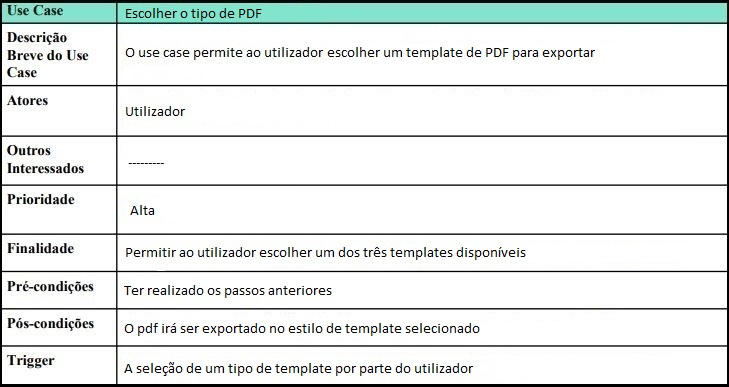 Use Case
Escolher o tipo de PDF
Descrição
Breve do Use
Case
O use case permite ao utilizador escolher um template de PDF para exportar
Atores
Utilizador
Outros
Interessados
---------
Prioridade
Alta
Finalidade
Permitir ao utilizador escolher um dos três templates disponíveis
Pré-condições
Ter realizado os passos anteriores
Pós-condições
O pdf irá ser exportado no estilo de template selecionado
Trigger
A seleção de um tipo de template por parte do utilizador